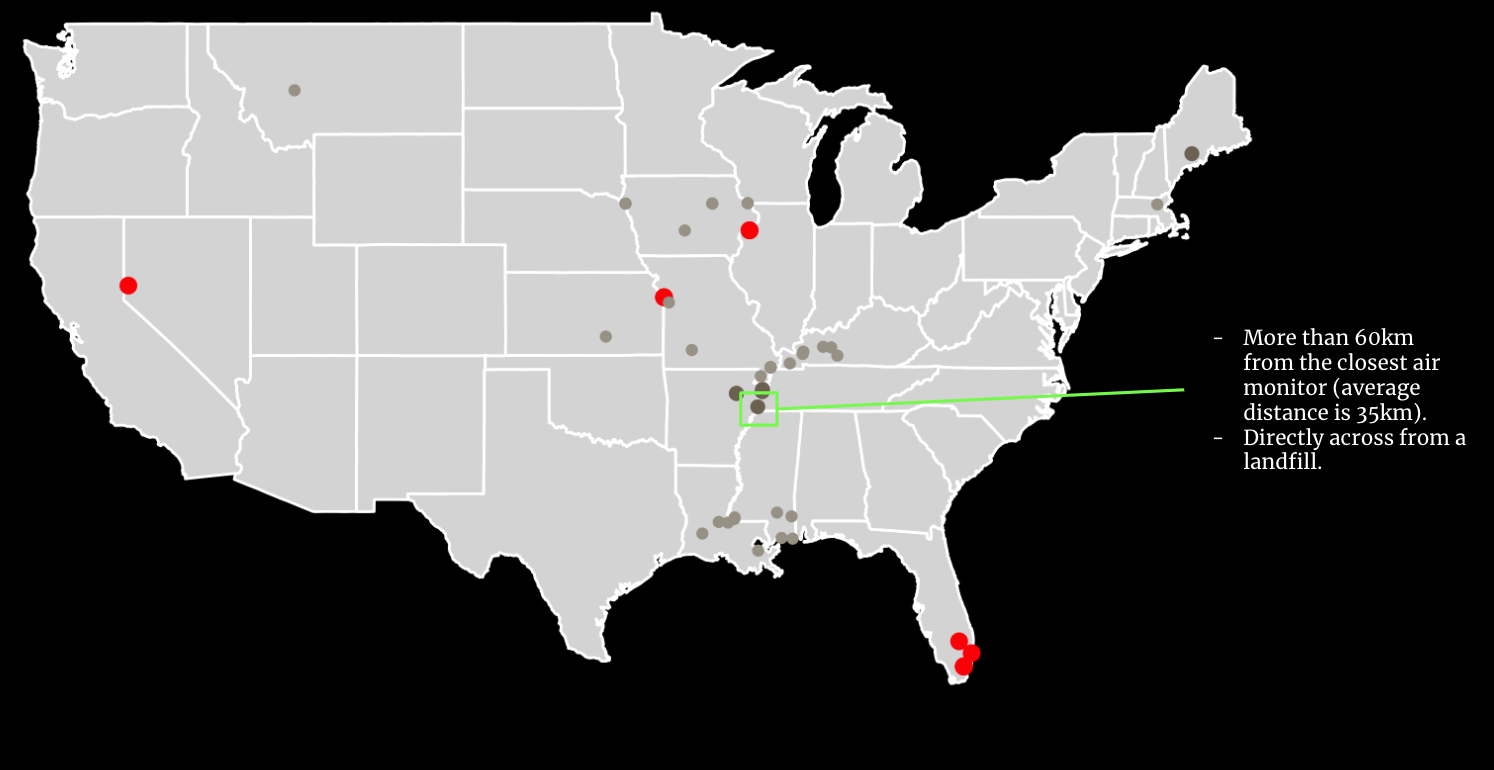 - More than 60km
from the closest air
monitor (average
distance is 35km).
- Directly across from a
landfill.